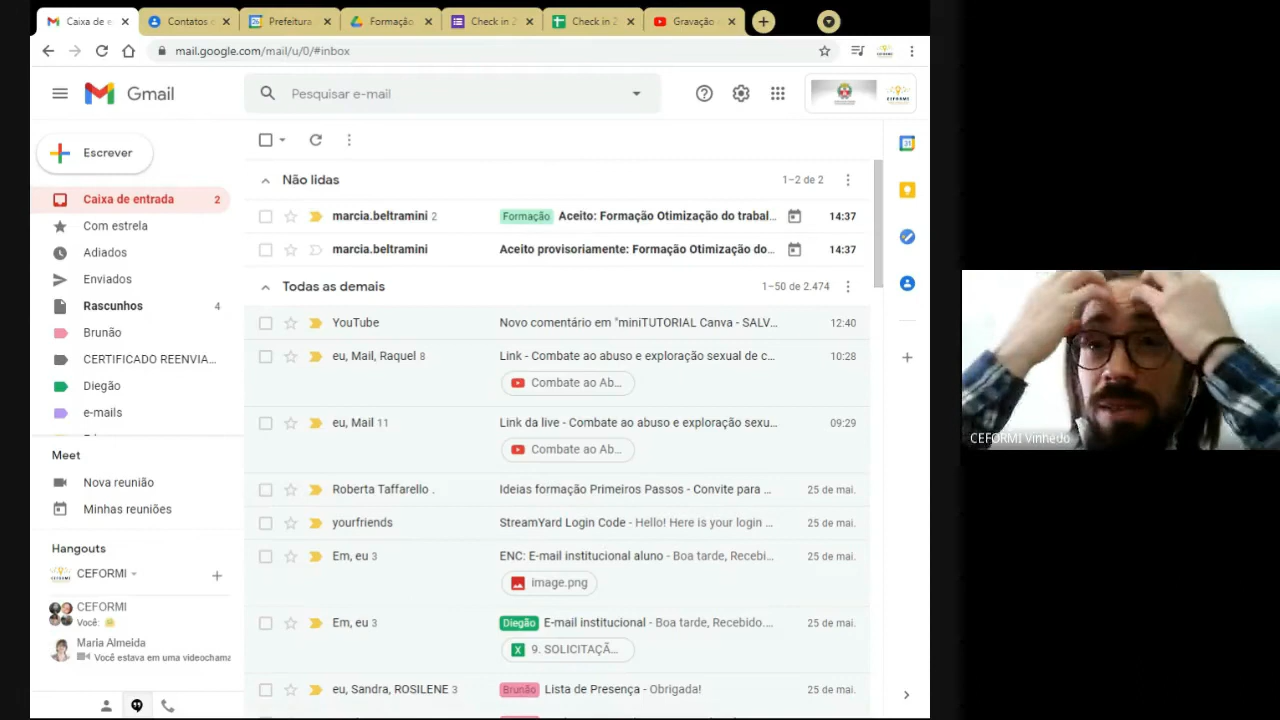 Caixa de e
Contatos
Prefeitura
Formação
Check in 2
Check in 2
Gravação
mail.google.com/mail/u/0/#inbox
Gmail
Pesquisar e-mail
CEFORMI
Escrever
Não lidas
1–2 de 2
Caixa de entrada 2
marcia.beltramini 2 Formação Aceito: Formação Otimização do trabal... 14:37
Com estrela
marcia.beltramini Aceito provisoriamente: Formação Otimização do... 14:37
Adiados
Enviados
Todas as demais 1–50 de 2.474
Rascunhos 4
YouTube Novo comentário em "miniTUTORIAL Canva - SALV... 12:40
Brunão
eu, Mail, Raquel 8 Link - Combate ao abuso e exploração sexual de c... 10:28
CERTIFICADO REENVIA...
Combate ao Ab...
Diegão
e-mails
eu, Mail 11 Link da live - Combate ao abuso e exploração sexu... 09:29
Combate ao Ab...
Meet
Nova reunião
Roberta Taffarello . Ideias formação Primeiros Passos - Convite para ... 25 de mai.
Minhas reuniões
yourfriends StreamYard Login Code - Hello! Here is your login ... 25 de mai.
Hangouts
Em, eu 3 ENC: E-mail institucional aluno - Boa tarde, Recebi... 25 de mai.
CEFORMI
image.png
CEFORMI
Você:
Em, eu 3 Diegão E-mail institucional - Boa tarde, Recebido.... 25 de mai.
Maria Almeida
Você estava em uma videochama
9. SOLICITAÇÃ...
eu, Sandra, ROSILENE 3 Brunão Lista de Presença - Obrigada! 25 de mai.
CEFORMI Vinhedo